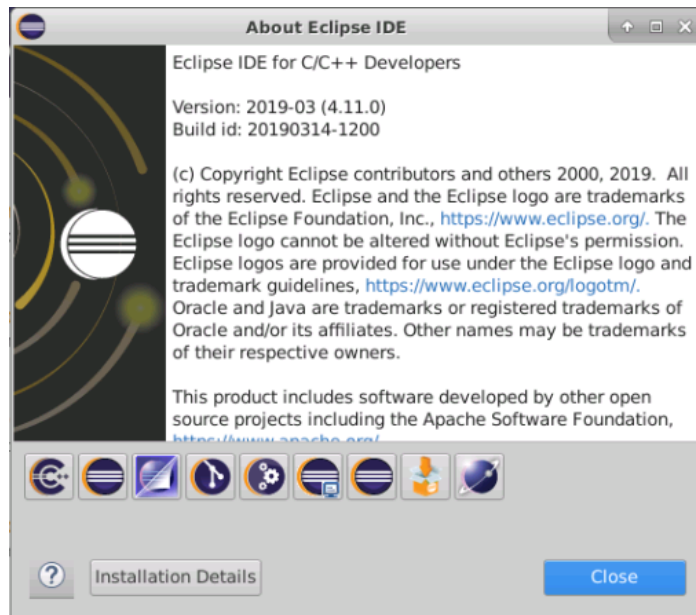 About Eclipse IDE
Eclipse IDE for C/C++ Developers
Version: 2019-03 (4.11.0)
Build id: 20190314-1200
(c) Copyright Eclipse contributors and others 2000, 2019.  All
rights reserved. Eclipse and the Eclipse logo are trademarks
of the Eclipse Foundation, Inc., https://www.eclipse.org/. The
Eclipse logo cannot be altered without Eclipse's permission.
Eclipse logos are provided for use under the Eclipse logo and
trademark guidelines, https://www.eclipse.org/logotm/.
Oracle and Java are trademarks or registered trademarks of
Oracle and/or its affiliates. Other names may be trademarks
of their respective owners.
This product includes software developed by other open
source projects including the Apache Software Foundation,
https://www.apache.org/
?
Installation Details
Close